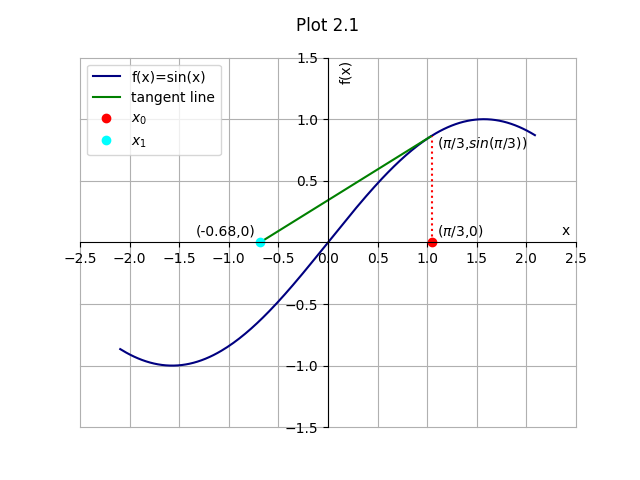 Plot 2.1
f(x)=sin(x)
tangent line
x₀
x₁
f(x)
1.5
1.0
(π/3,sin(π/3))
0.5
(-0.68,0)
(π/3,0)
x
−2.5 −2.0 −1.5 −1.0 −0.5 0.0 0.5 1.0 1.5 2.0 2.5
−0.5
−1.0
−1.5